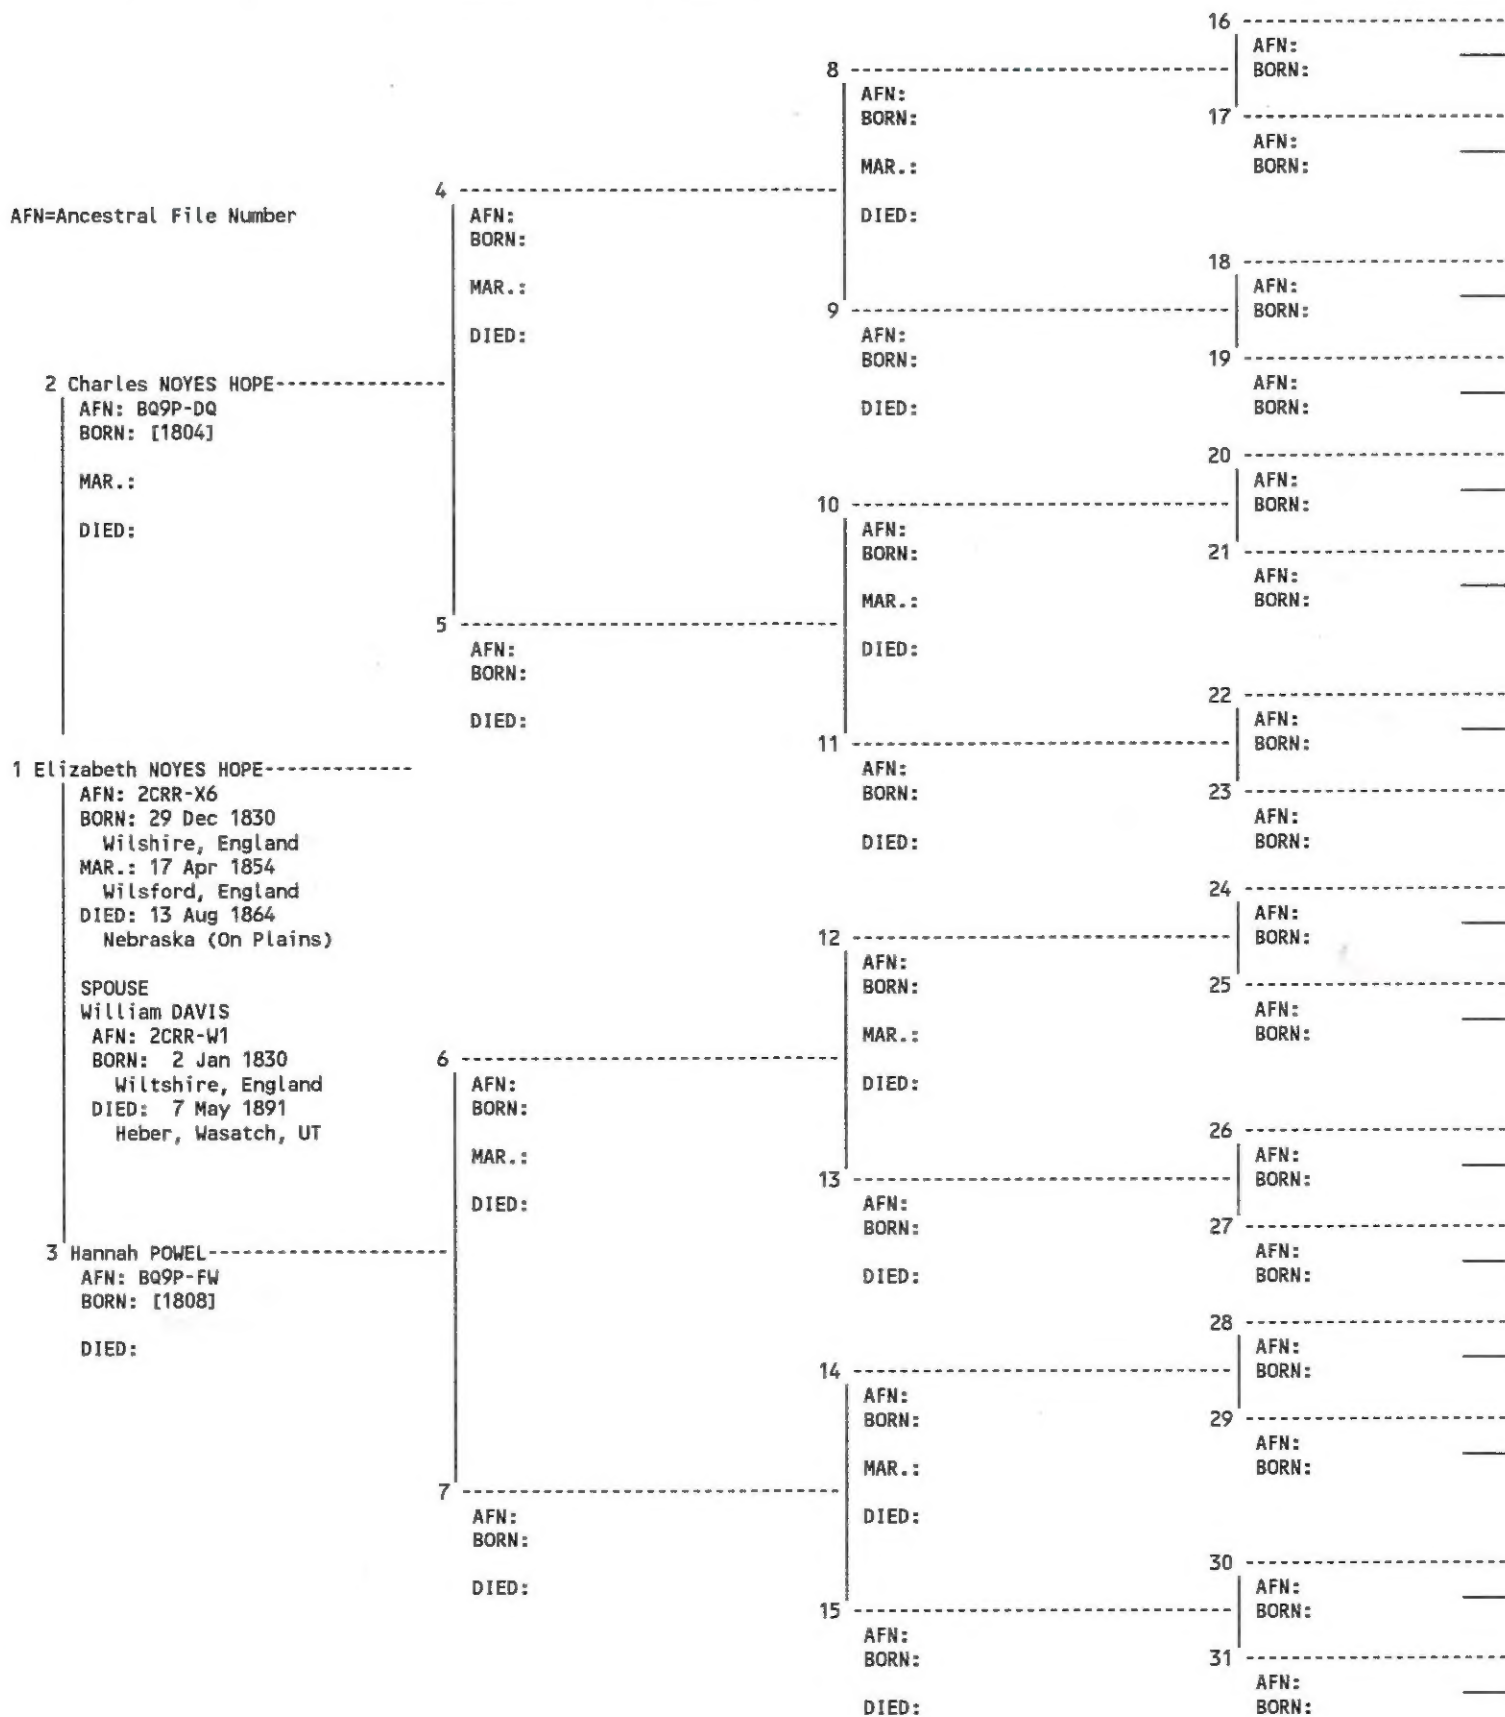 AFN=Ancestral File Number
2 Charles NOYES HOPE
AFN: BQ9P-DQ
BORN: [1804]
MAR.:
DIED:
1 Elizabeth NOYES HOPE
AFN: 2CRR-X6
BORN: 29 Dec 1830
Wilshire, England
MAR.: 17 Apr 1854
Wilsford, England
DIED: 13 Aug 1864
Nebraska (On Plains)
SPOUSE
William DAVIS
AFN: 2CRR-W1
BORN: 2 Jan 1830
Wiltshire, England
DIED: 7 May 1891
Heber, Wasatch, UT
3 Hannah POWEL
AFN: BQ9P-FW
BORN: [1808]
DIED:
4
AFN:
BORN:
MAR.:
DIED:
5
AFN:
BORN:
DIED:
6
AFN:
BORN:
MAR.:
DIED:
7
AFN:
BORN:
DIED:
8
AFN:
BORN:
MAR.:
DIED:
9
AFN:
BORN:
DIED:
10
AFN:
BORN:
MAR.:
DIED:
11
AFN:
BORN:
DIED:
12
AFN:
BORN:
MAR.:
DIED:
13
AFN:
BORN:
DIED:
14
AFN:
BORN:
MAR.:
DIED:
15
AFN:
BORN:
DIED:
16
AFN:
BORN:
17
AFN:
BORN:
18
AFN:
BORN:
19
AFN:
BORN:
20
AFN:
BORN:
21
AFN:
BORN:
22
AFN:
BORN:
23
AFN:
BORN:
24
AFN:
BORN:
25
AFN:
BORN:
26
AFN:
BORN:
27
AFN:
BORN:
28
AFN:
BORN:
29
AFN:
BORN:
30
AFN:
BORN:
31
AFN:
BORN: